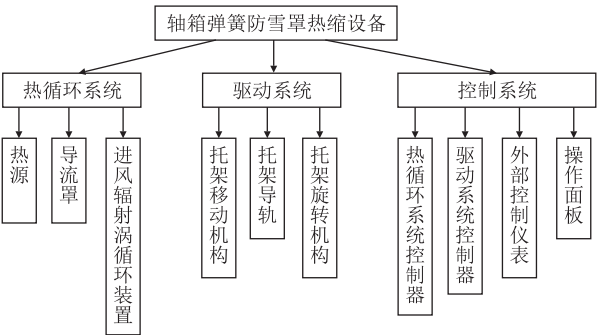 轴箱弹簧防雪罩热缩设备
热循环系统
驱动系统
控制系统
热源
导流罩
进风辐射涡循环装置
托架移动机构
托架导轨
托架旋转机构
热循环系统控制器
驱动系统控制器
外部控制仪表
操作面板